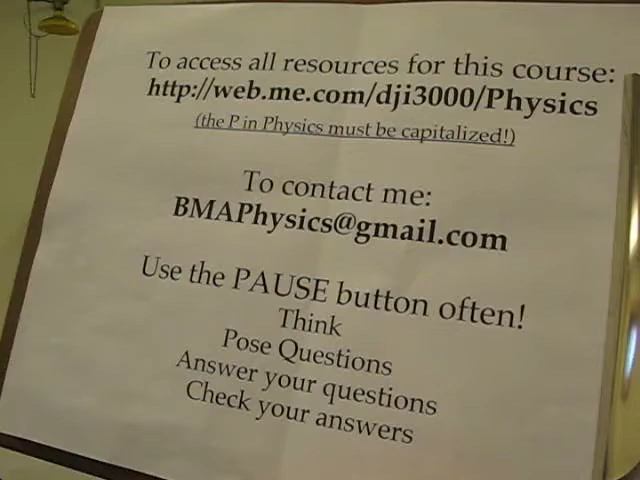 To access all resources for this course:
http://web.me.com/dji3000/Physics
(the P in Physics must be capitalized!)
To contact me:
BMAPhysics@gmail.com
Use the PAUSE button often!
Think
Pose Questions
Answer your questions
Check your answers